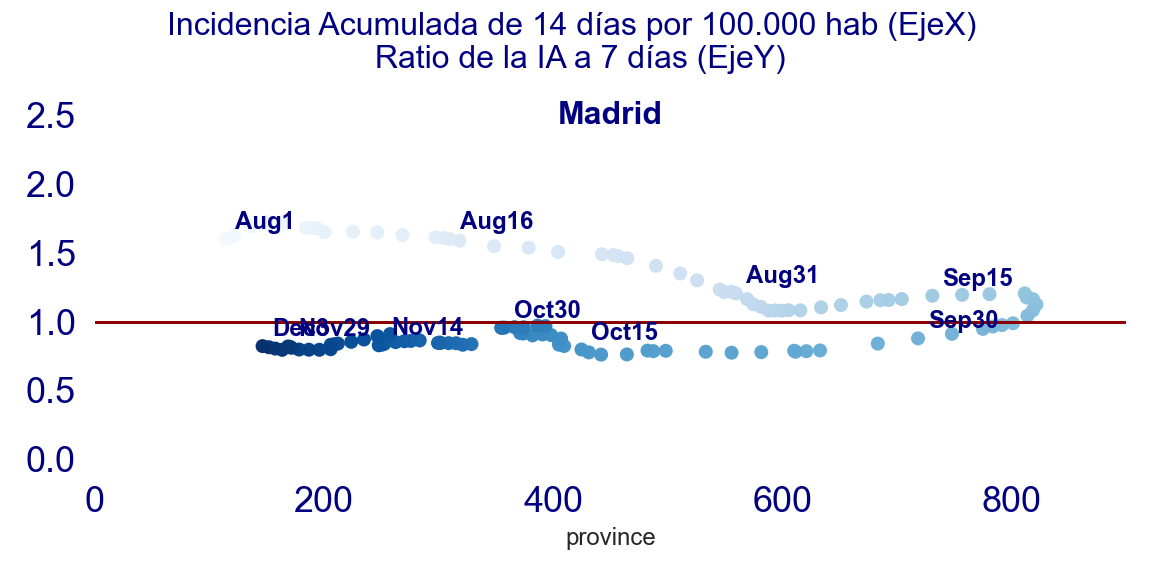 Incidencia Acumulada de 14 días por 100.000 hab (EjeX)
Ratio de la IA a 7 días (EjeY)
Madrid
2.5
2.0
1.5
1.0
0.5
0.0
Aug1
Aug16
Aug31
Sep15
Sep30
Oct30
Oct15
Nov14
Nov29
Dec3
0 200 400 600 800
province